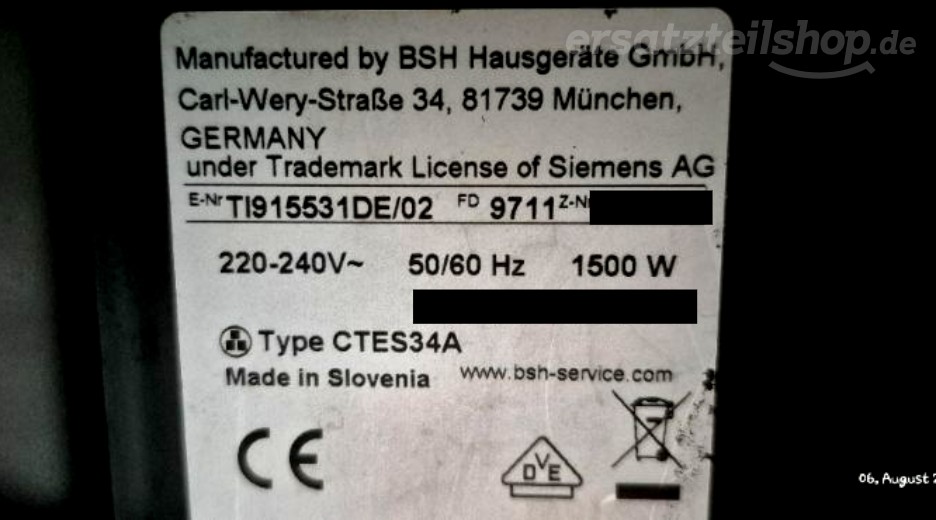 ersatzteilshop.de
Manufactured by BSH Hausgeräte GmbH,
Carl-Wery-Straße 34, 81739 München,
GERMANY
under Trademark License of Siemens AG
E-Nr TI915531DE/02 FD 9711 Z-Nr
220-240V~ 50/60 Hz 1500 W
Type CTES34A
Made in Slovenia www.bsh-service.com
CE
DVE
06. August